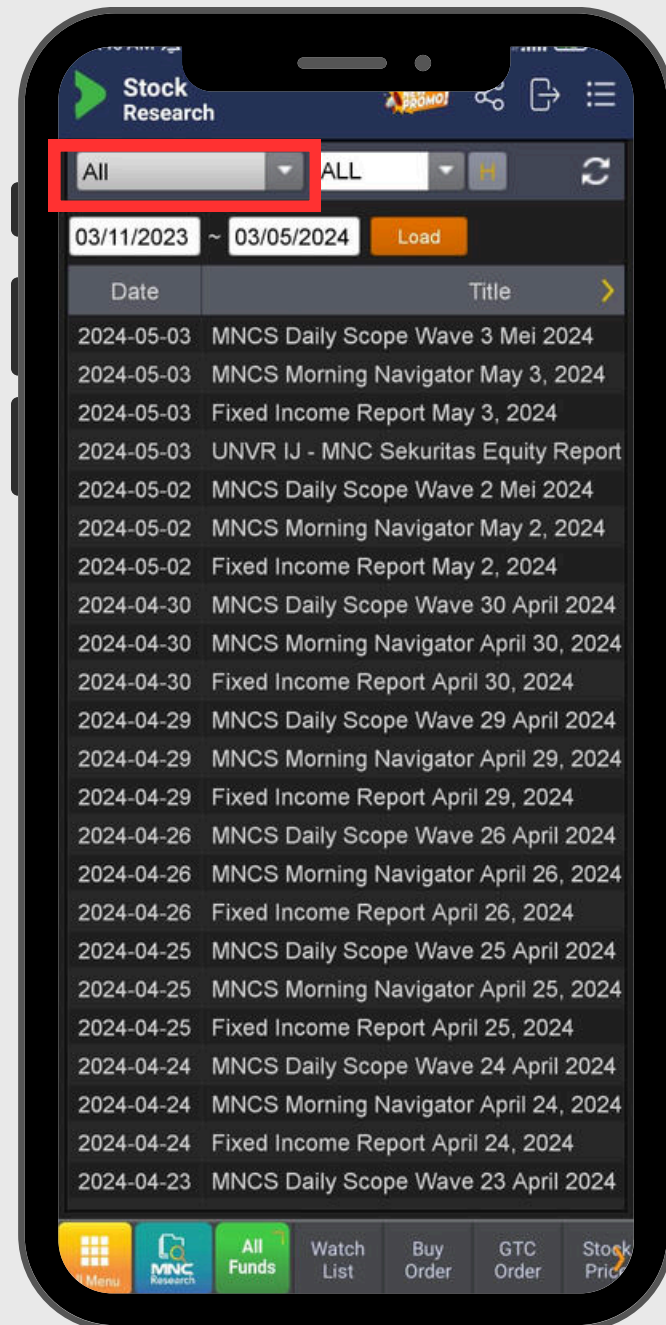 Stock
Research
PROMO!
All
ALL
H
03/11/2023 ~ 03/05/2024 Load
Date Title
2024-05-03 MNCS Daily Scope Wave 3 Mei 2024
2024-05-03 MNCS Morning Navigator May 3, 2024
2024-05-03 Fixed Income Report May 3, 2024
2024-05-03 UNVR IJ - MNC Sekuritas Equity Report
2024-05-02 MNCS Daily Scope Wave 2 Mei 2024
2024-05-02 MNCS Morning Navigator May 2, 2024
2024-05-02 Fixed Income Report May 2, 2024
2024-04-30 MNCS Daily Scope Wave 30 April 2024
2024-04-30 MNCS Morning Navigator April 30, 2024
2024-04-30 Fixed Income Report April 30, 2024
2024-04-29 MNCS Daily Scope Wave 29 April 2024
2024-04-29 MNCS Morning Navigator April 29, 2024
2024-04-29 Fixed Income Report April 29, 2024
2024-04-26 MNCS Daily Scope Wave 26 April 2024
2024-04-26 MNCS Morning Navigator April 26, 2024
2024-04-26 Fixed Income Report April 26, 2024
2024-04-25 MNCS Daily Scope Wave 25 April 2024
2024-04-25 MNCS Morning Navigator April 25, 2024
2024-04-25 Fixed Income Report April 25, 2024
2024-04-24 MNCS Daily Scope Wave 24 April 2024
2024-04-24 MNCS Morning Navigator April 24, 2024
2024-04-24 Fixed Income Report April 24, 2024
2024-04-23 MNCS Daily Scope Wave 23 April 2024
Menu
MNC
Research
All
Funds
Watch
List
Buy
Order
GTC
Order
Stock
Price